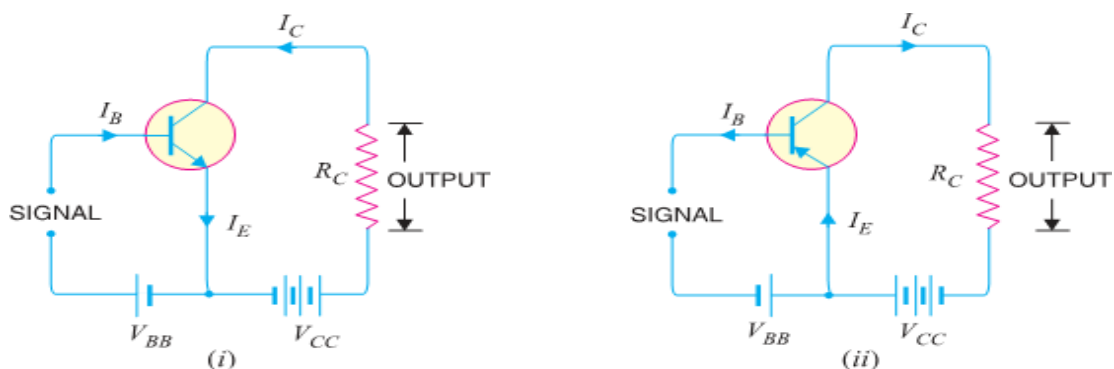 I_C
I_B
SIGNAL
R_C
OUTPUT
I_E
V_BB
V_CC
(i)
I_C
I_B
SIGNAL
R_C
OUTPUT
I_E
V_BB
V_CC
(ii)